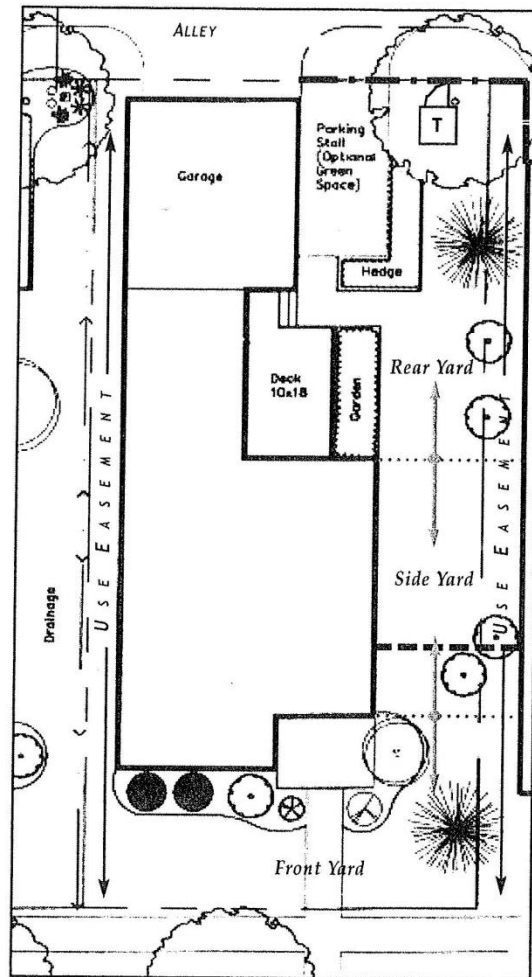 ALLEY
Parking
Stall
(Optional
Green
Space)
T
Garage
Hedge
Rear Yard
Deck
10x18
Garden
USE EASEMENT
USE EASEMENT
Side Yard
Drainage
Front Yard